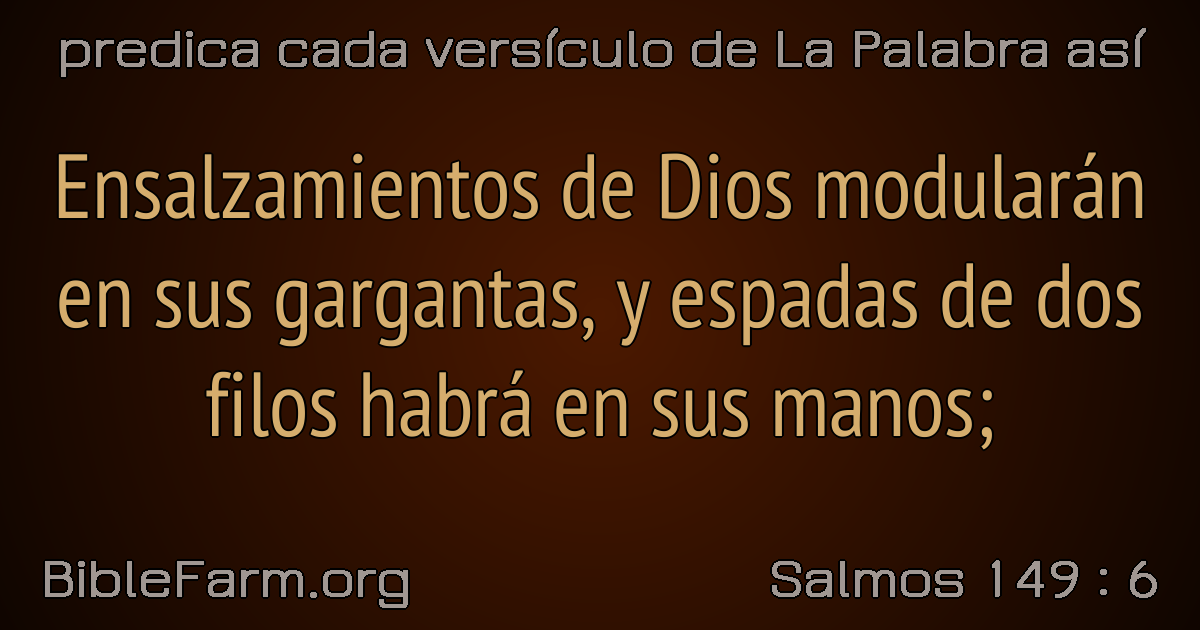 predica cada versículo de La Palabra así
Ensalzamientos de Dios modularán
en sus gargantas, y espadas de dos
filos habrá en sus manos;
BibleFarm.org
Salmos 149 : 6